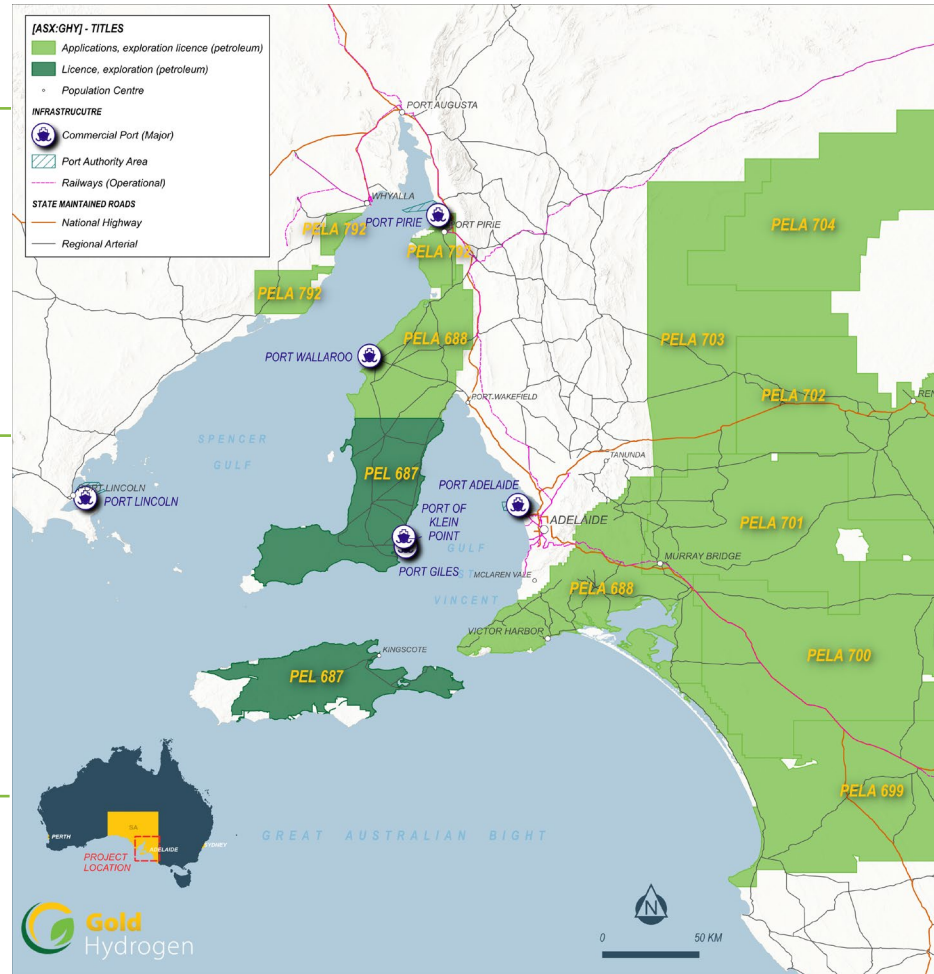 [ASX:GHY] - TITLES
Applications, exploration licence (petroleum)
Licence, exploration (petroleum)
Population Centre
INFRASTRUCUTRE
Commercial Port (Major)
Port Authority Area
Railways (Operational)
STATE MAINTAINED ROADS
National Highway
Regional Arterial
PORT AUGUSTA
WHYALLA
PORT PIRIE
PORT PIRIE
PELA 792
PELA 792
PELA 704
PELA 688
PELA 703
PORT WALLAROO
PELA 702
PORT WAKEFIELD
SPENCER
GULF
TANUNDA
PEL 687
PORT LINCOLN
PORT LINCOLN
PORT ADELAIDE
PORT OF
KLEIN
POINT
ADELAIDE
PELA 701
GULF
PORT GILES
MCLAREN VALE
VINCENT
MURRAY BRIDGE
PELA 688
VICTOR HARBOR
KINGSCOTE
PEL 687
PELA 700
PELA 699
SA
PERTH
ADELAIDE
SYDNEY
PROJECT
LOCATION
GREAT AUSTRALIAN BIGHT
Gold
Hydrogen
N
0 50 KM